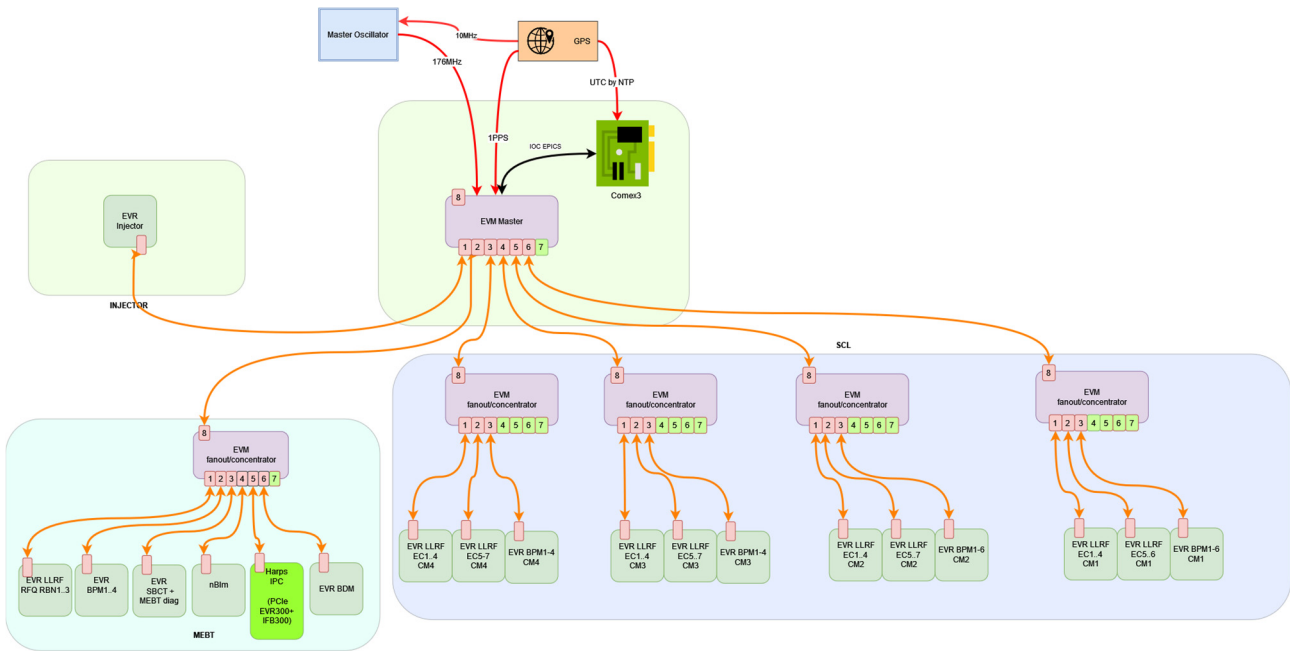 Master Oscillator
10MHz
GPS
176MHz
UTC by NTP
1PPS
IOC EPICS
Comex3
8
EVM Master
1 2 3 4 5 6 7
EVR
Injector
INJECTOR
SCL
8
EVM
fanout/concentrator
1 2 3 4 5 6 7
8
EVM
fanout/concentrator
1 2 3 4 5 6 7
8
EVM
fanout/concentrator
1 2 3 4 5 6 7
8
EVM
fanout/concentrator
1 2 3 4 5 6 7
EVR LLRF
EC1..4
CM4
EVR LLRF
EC5-7
CM4
EVR BPM1-4
CM4
EVR LLRF
EC1..4
CM3
EVR LLRF
EC5..7
CM3
EVR BPM1-4
CM3
EVR LLRF
EC1..4
CM2
EVR LLRF
EC5..7
CM2
EVR BPM1-6
CM2
EVR LLRF
EC1..4
CM1
EVR LLRF
EC5..6
CM1
EVR BPM1-6
CM1
8
EVM
fanout/concentrator
1 2 3 4 5 6 7
EVR LLRF
RFQ RBN1..3
EVR
BPM1..4
EVR
SBCT +
MEBT diag
nBlm
Harps
IPC
(PCIe
EVR300+
IFB300)
EVR BDM
MEBT